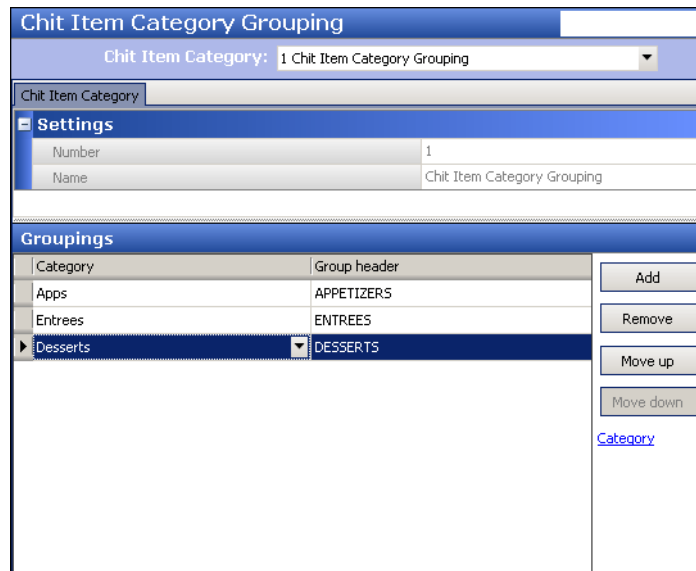 Chit Item Category Grouping
Chit Item Category: 1 Chit Item Category Grouping
Chit Item Category
Settings
Number 1
Name Chit Item Category Grouping
Groupings
Category Group header
Apps APPETIZERS
Entrees ENTREES
Desserts DESSERTS
Add
Remove
Move up
Move down
Category